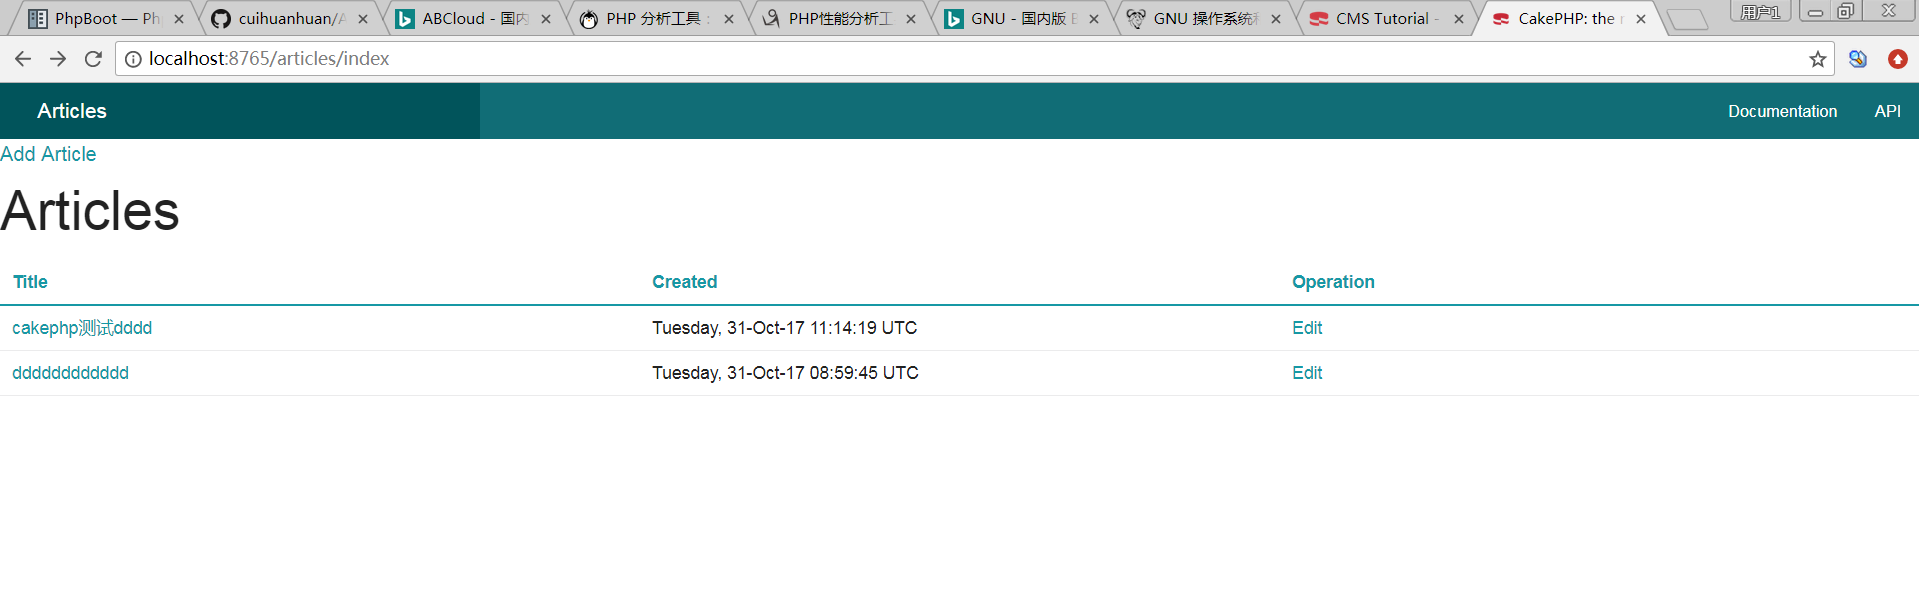 PhpBoot — Ph
cuihuanhuan/A
ABCloud - 国内
PHP 分析工具 :
PHP性能分析工
GNU - 国内版 B
GNU 操作系统和
CMS Tutorial -
CakePHP: the r
用户1
localhost:8765/articles/index
Articles
Documentation
API
Add Article
Articles
Title Created Operation
cakephp测试dddd Tuesday, 31-Oct-17 11:14:19 UTC Edit
dddddddddddd Tuesday, 31-Oct-17 08:59:45 UTC Edit